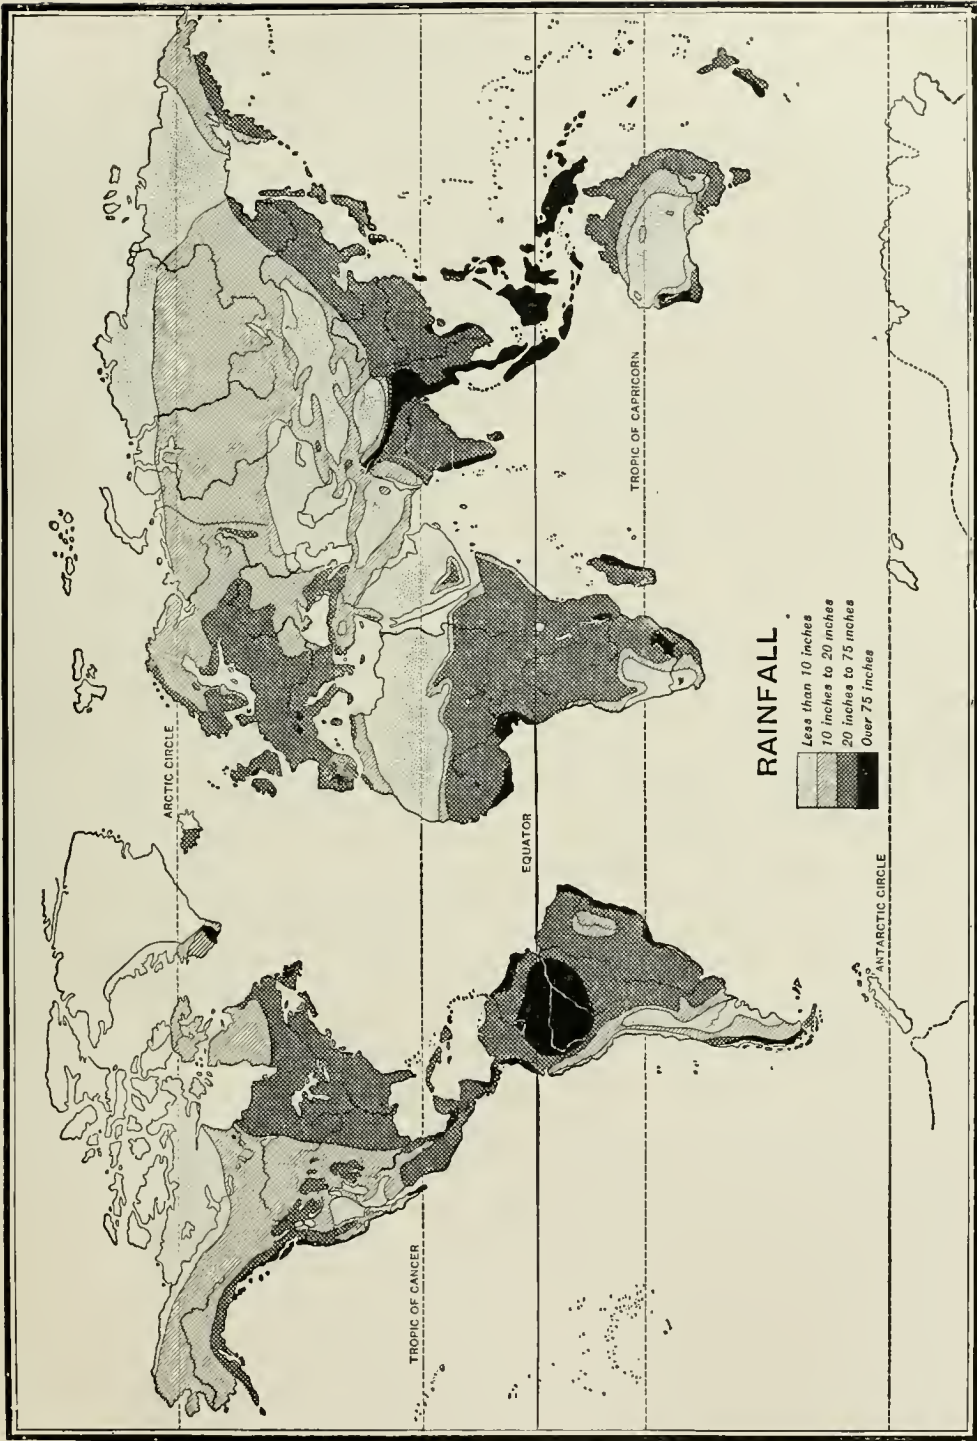 ARCTIC CIRCLE
TROPIC OF CANCER
EQUATOR
TROPIC OF CAPRICORN
ANTARCTIC CIRCLE
RAINFALL
Less than 10 inches
10 inches to 20 inches
20 inches to 75 inches
Over 75 inches